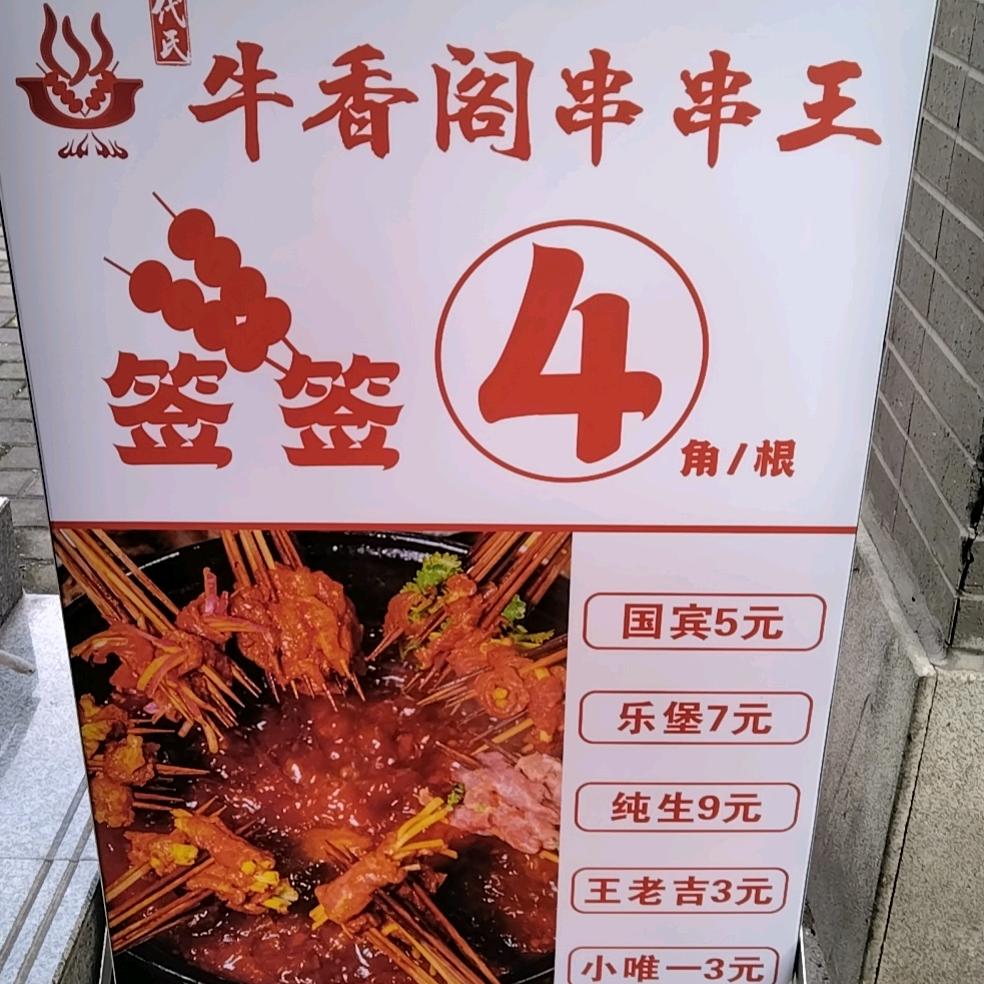 代氏
牛香阁串串王
签签4角/根
国宾5元
乐堡7元
纯生9元
王老吉3元
小唯一3元